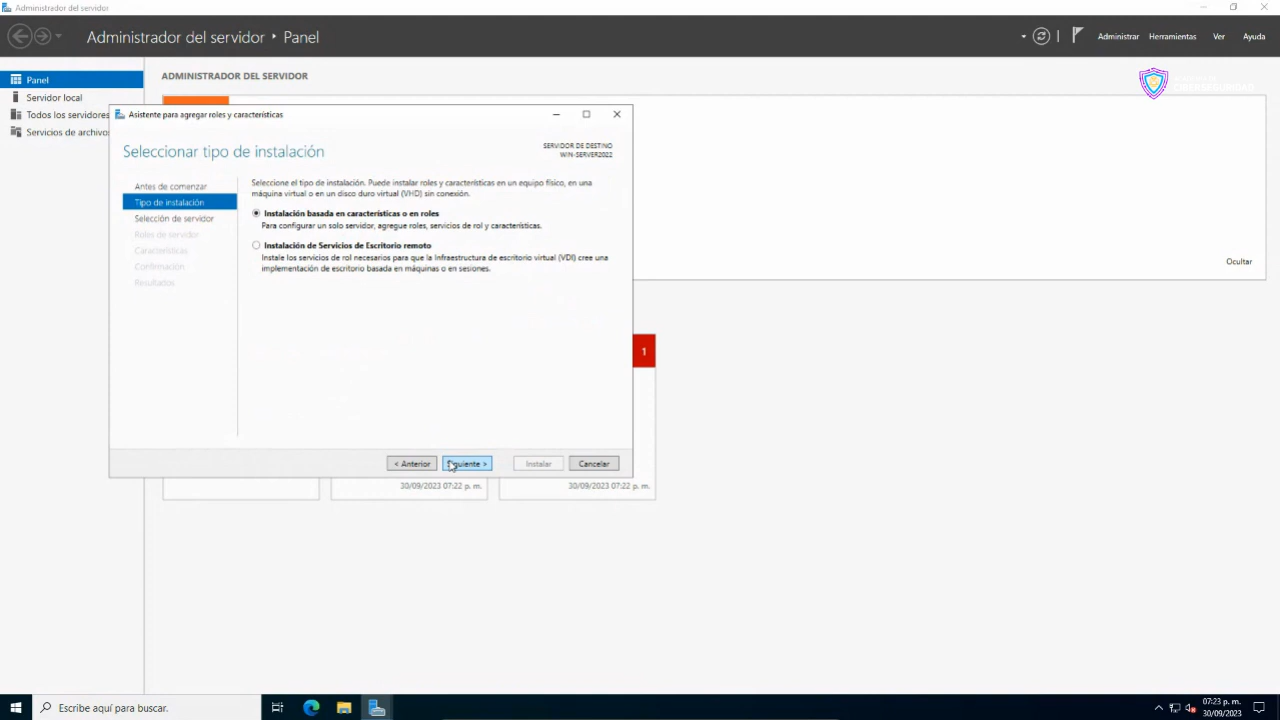 Administrador del servidor
Administrador del servidor ‣ Panel
Administrar Herramientas Ver Ayuda
Panel
Servidor local
Todos los servidores
Servicios de archivo
ADMINISTRADOR DEL SERVIDOR
Asistente para agregar roles y características
Seleccionar tipo de instalación
SERVIDOR DE DESTINO
WIN-SERVER2022
Antes de comenzar
Tipo de instalación
Selección de servidor
Roles de servidor
Características
Confirmación
Resultados
Seleccione el tipo de instalación. Puede instalar roles y características en un equipo físico, en una
máquina virtual o en un disco duro virtual (VHD) sin conexión.
Instalación basada en características o en roles
Para configurar un solo servidor, agregue roles, servicios de rol y características.
Instalación de Servicios de Escritorio remoto
Instale los servicios de rol necesarios para que la Infraestructura de escritorio virtual (VDI) cree una
implementación de escritorio basada en máquinas o en sesiones.
< Anterior Siguiente > Instalar Cancelar
Ocultar
1
30/09/2023 07:22 p. m. 30/09/2023 07:22 p. m.
Escribe aquí para buscar.
07:23 p. m.
30/09/2023